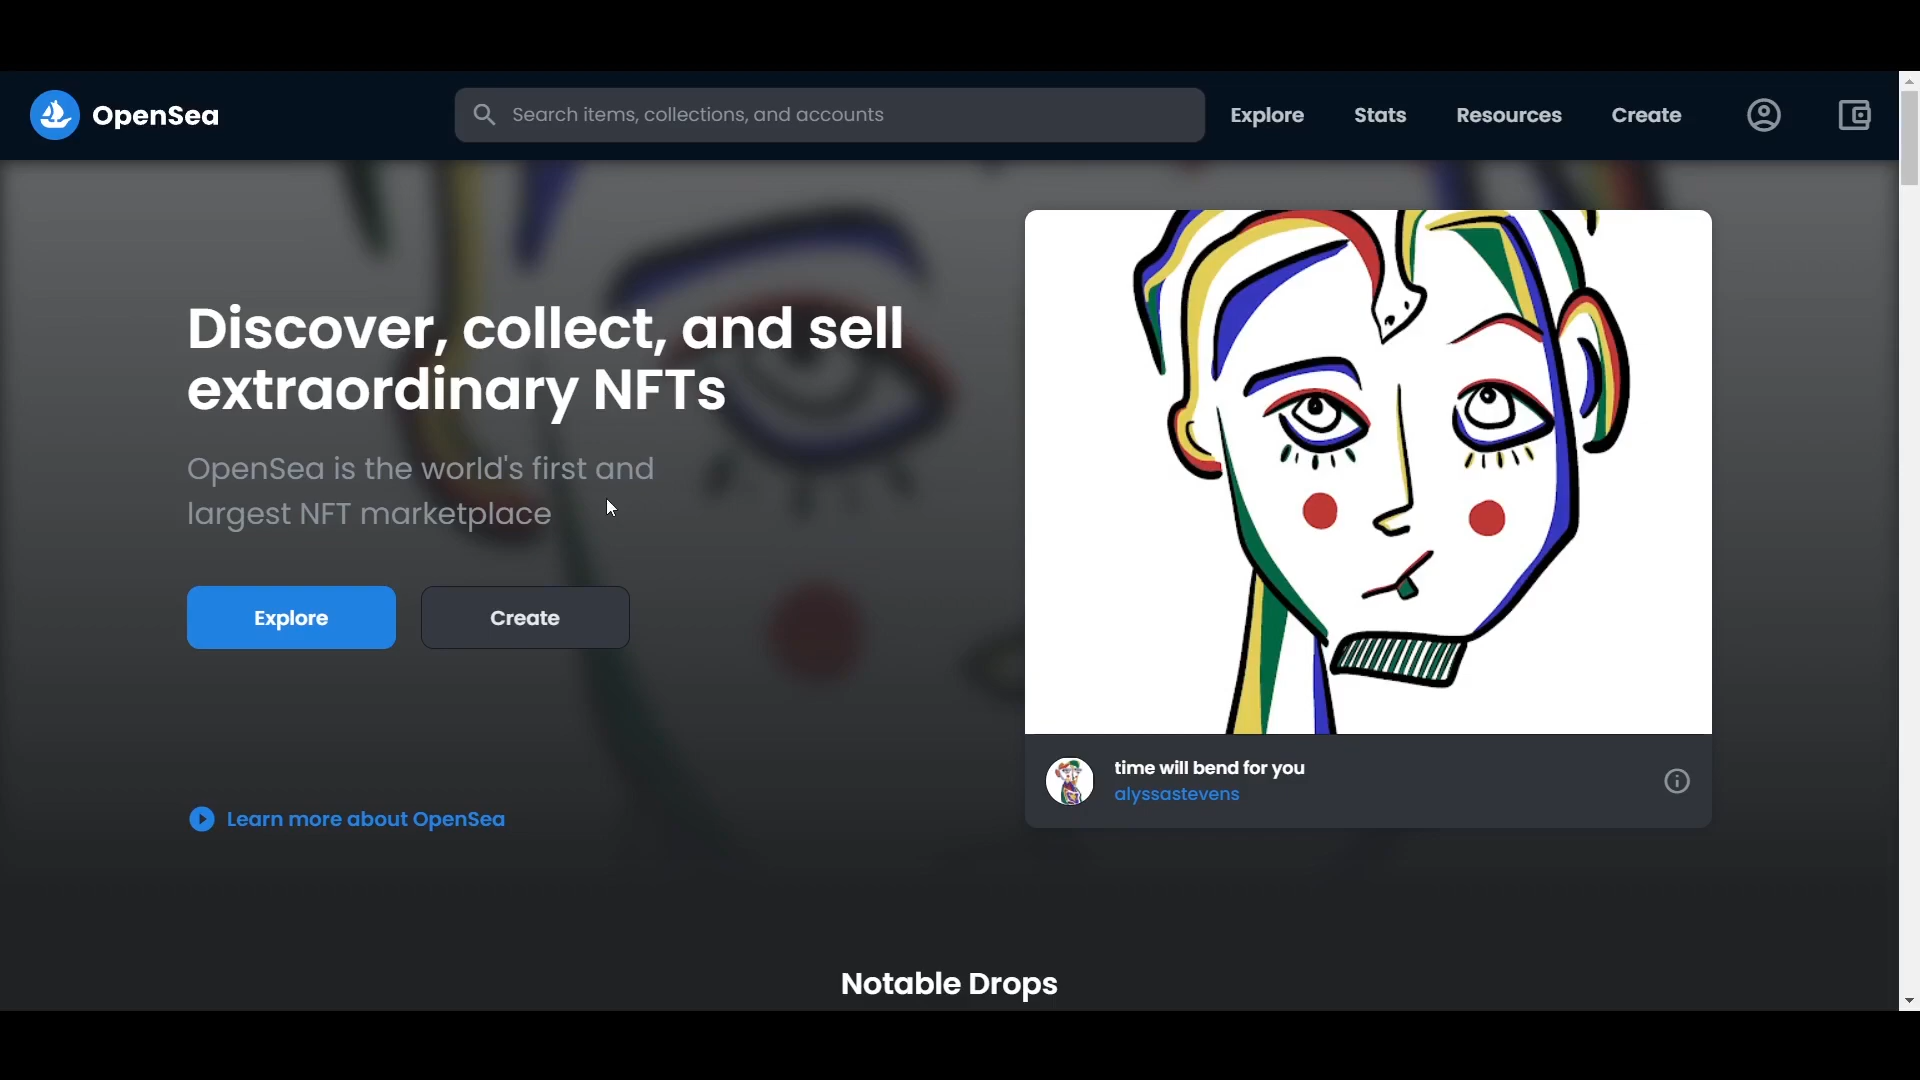 OpenSea
Search items, collections, and accounts
Explore
Stats
Resources
Create
Discover, collect, and sell
extraordinary NFTs
OpenSea is the world's first and
largest NFT marketplace
Explore
Create
Learn more about OpenSea
time will bend for you
alyssastevens
Notable Drops